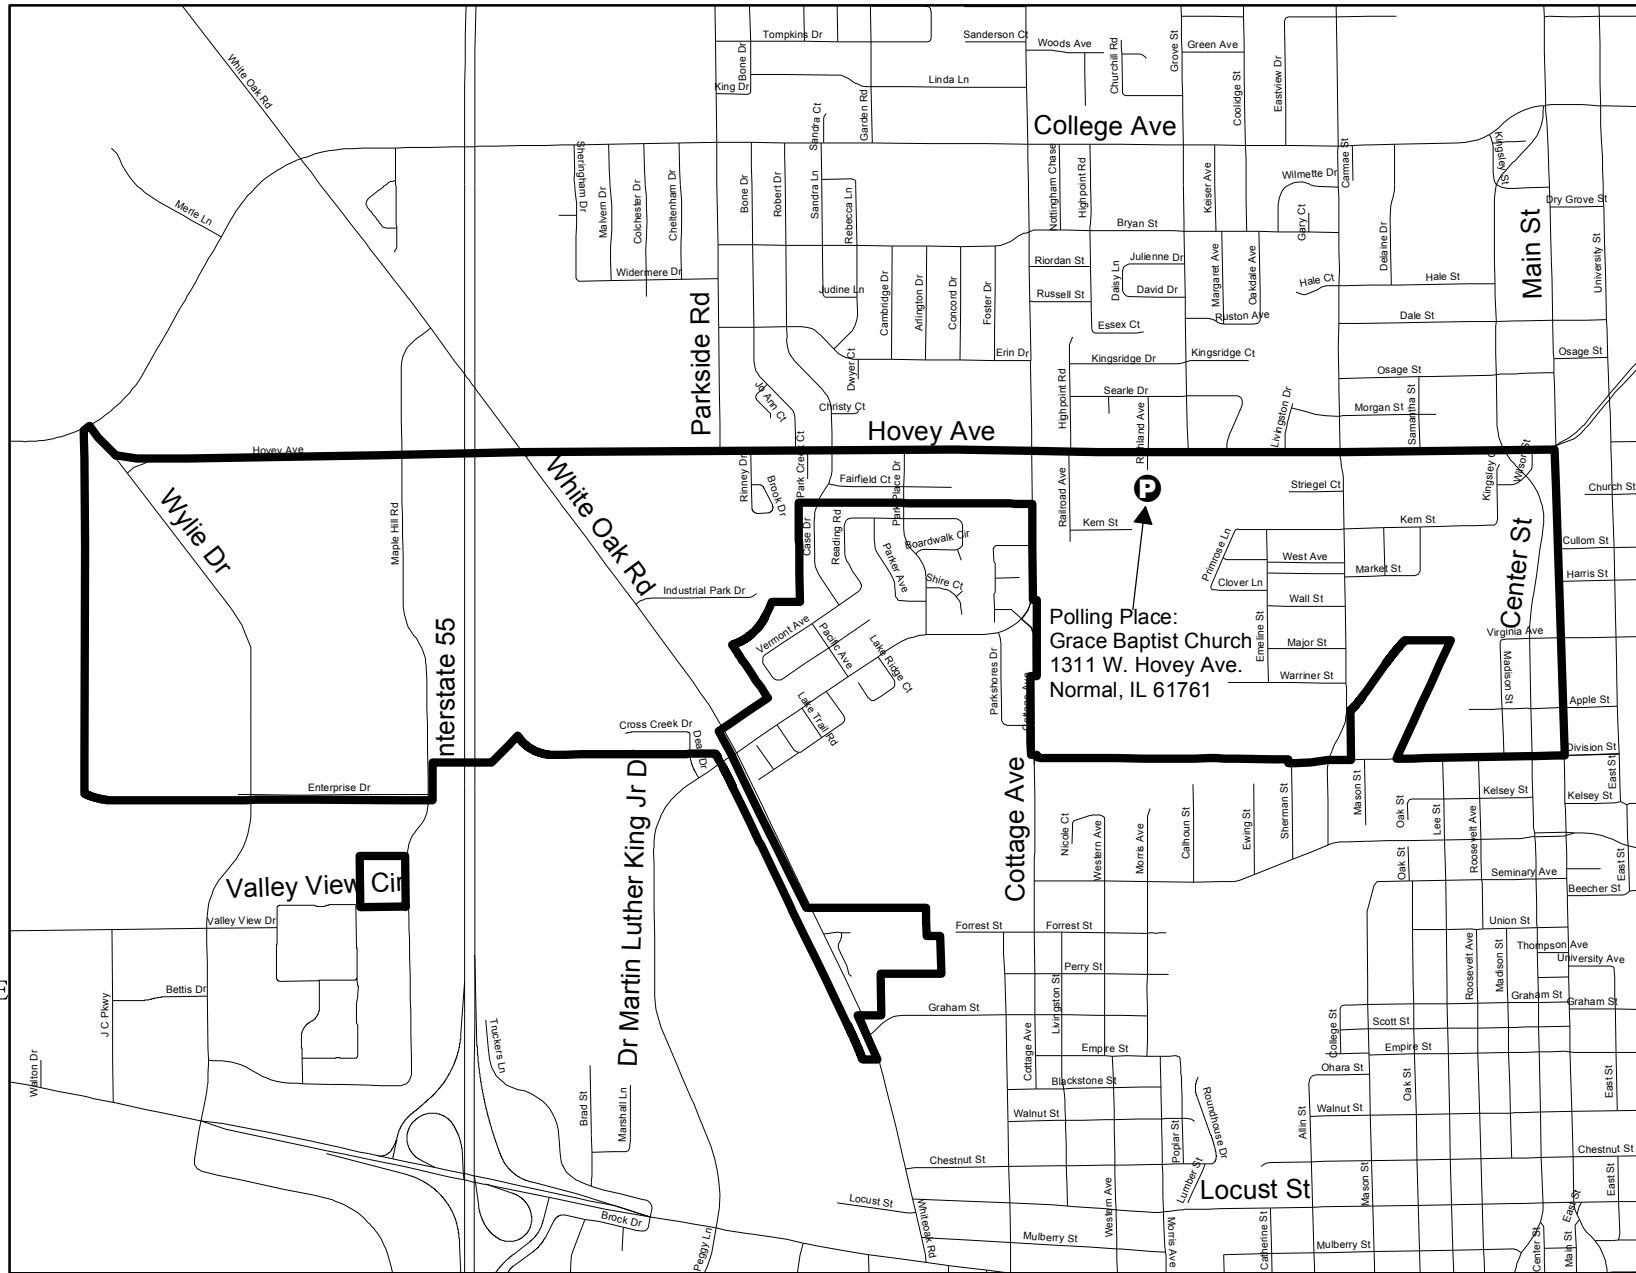 Tompkins Dr
Sanderson Ct
Woods Ave
Churchill Rd
Grove St
Green Ave
Coolidge St
Eastview Dr
White Oak Rd
Bone Dr
King Dr
Linda Ln
Garden Rd
Sandra Ct
College Ave
Kingsley St
Carmae St
Wilmette Dr
Sheringham Dr
Malvern Dr
Colchester Dr
Cheltenham Dr
Bone Dr
Robert Dr
Sandra Ln
Rebecca Ln
Nottingham Chase
Highpoint Rd
Keiser Ave
Merle Ln
Bryan St
Gary Ct
Delaine Dr
Main St
Dry Grove St
University St
Widermere Dr
Judine Ln
Cambridge Dr
Arlington Dr
Concord Dr
Foster Dr
Riordan St
Russell St
Daisy Ln
Julienne Dr
David Dr
Margaret Ave
Oakdale Ave
Hale Ct
Hale St
Essex Ct
Ruston Ave
Dale St
Parkside Rd
Erin Dr
Dwyer Ct
Kingsridge Dr
Kingsridge Ct
Osage St
Osage St
Jo Ann Ct
Christy Ct
Highpoint Rd
Searle Dr
Livingston Dr
Morgan St
Samantha St
Hovey Ave
Hovey Ave
Wilson St
Rinney Dr
Brook Dr
Park Creek Ct
Fairfield Ct
Park Place Dr
Railroad Ave
P
Striegel Ct
Church St
Wylie Dr
White Oak Rd
Maple Hill Rd
Case Dr
Reading Rd
Parker Ave
Boardwalk Cir
Shire Ct
Kern St
Kern St
Center St
Cullom St
Primrose Ln
West Ave
Market St
Harris St
Clover Ln
Industrial Park Dr
Wall St
Polling Place:
Grace Baptist Church
1311 W. Hovey Ave.
Normal, IL 61761
Emeline St
Major St
Warriner St
Virginia Ave
Madison St
Apple St
Vermont Ave
Pacific Ave
Lake Ridge Ct
Lake Trail Rd
Parkshores Dr
Cottage Ave
nterstate 55
Cross Creek Dr
Division St
East St
Enterprise Dr
Dr Martin Luther King Jr D
Cottage Ave
Nicole Ct
Western Ave
Morris Ave
Calhoun St
Ewing St
Sherman St
Mason St
Oak St
Lee St
Roosevelt Ave
Kelsey St
Kelsey St
Oak St
Seminary Ave
East St
Beecher St
Valley View Cir
Valley View Dr
Forrest St
Forrest St
Union St
Thompson Ave
University Ave
Roosevelt Ave
Madison St
Perry St
Livingston St
Bettis Dr
J C Pkwy
Graham St
Graham St
Graham St
Truckers Ln
College St
Scott St
Empire St
Empire St
Cottage Ave
Blackstone St
Ohara St
Oak St
East St
Walton Dr
Brad St
Marshall Ln
Walnut St
Walnut St
Allin St
Poplar St
Roundhouse Dr
Chestnut St
Chestnut St
Lumber St
Locust St
Locust St
Mason St
East St
East St
Whiteoak Rd
Western Ave
Morris Ave
Brock Dr
Peggy Ln
Mulberry St
Mulberry St
Catherine St
Center St
Main St